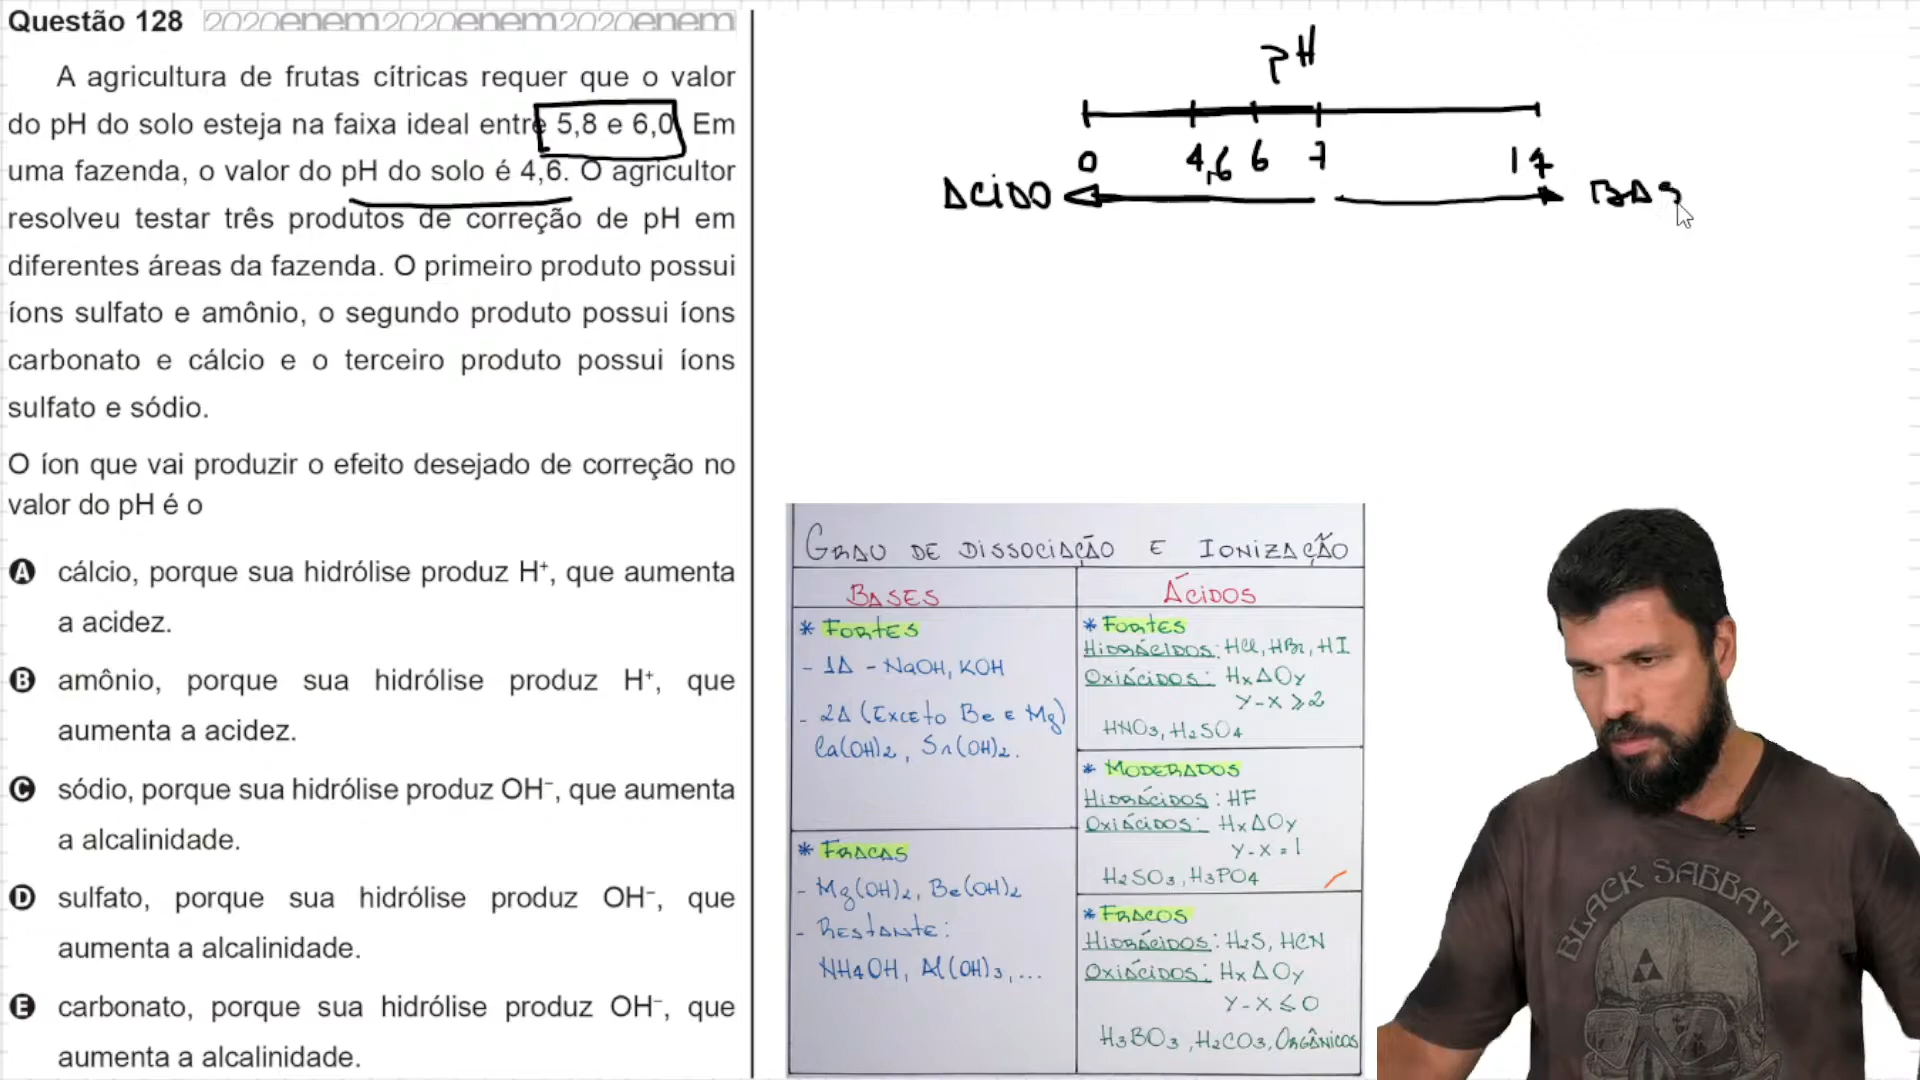 Questão 128 2020enem2020enem2020enem
A agricultura de frutas cítricas requer que o valor
do pH do solo esteja na faixa ideal entre 5,8 e 6,0. Em
uma fazenda, o valor do pH do solo é 4,6. O agricultor
resolveu testar três produtos de correção de pH em
diferentes áreas da fazenda. O primeiro produto possui
íons sulfato e amônio, o segundo produto possui íons
carbonato e cálcio e o terceiro produto possui íons
sulfato e sódio.
O íon que vai produzir o efeito desejado de correção no
valor do pH é o
A cálcio, porque sua hidrólise produz H⁺, que aumenta
a acidez.
B amônio, porque sua hidrólise produz H⁺, que
aumenta a acidez.
C sódio, porque sua hidrólise produz OH⁻, que aumenta
a alcalinidade.
D sulfato, porque sua hidrólise produz OH⁻, que
aumenta a alcalinidade.
E carbonato, porque sua hidrólise produz OH⁻, que
aumenta a alcalinidade.
pH
0 4,6 6 7 14
ÁCIDO BAS
GRAU DE DISSOCIAÇÃO E IONIZAÇÃO
BASES
* FORTES
- 1A - NaOH, KOH
- 2A (EXCETO Be E Mg)
Ca(OH)2, Sr(OH)2.
* FRACAS
- Mg(OH)2, Be(OH)2
- RESTANTE:
NH4OH, Al(OH)3, ...
ÁCIDOS
* FORTES
HIDRÁCIDOS: HCl, HBr, HI
OXIÁCIDOS: HxAOy
y-x ≥ 2
HNO3, H2SO4
* MODERADOS
HIDRÁCIDOS: HF
OXIÁCIDOS: HxAOy
y-x = 1
H2SO3, H3PO4
* FRACOS
HIDRÁCIDOS: H2S, HCN
OXIÁCIDOS: HxAOy
y-x ≤ 0
H3BO3, H2CO3, ORGÂNICOS
BLACK SABBATH